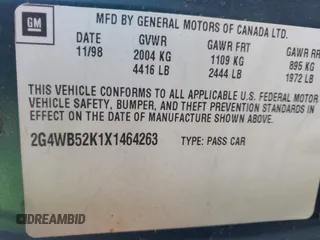 GM
MFD BY GENERAL MOTORS OF CANADA LTD.
DATE GVWR GAWR FRT GAWR RR
11/98 2004 KG 1109 KG 895 KG
4416 LB 2444 LB 1972 LB
THIS VEHICLE CONFORMS TO ALL APPLICABLE U.S. FEDERAL MOTOR
VEHICLE SAFETY, BUMPER, AND THEFT PREVENTION STANDARDS IN
EFFECT ON THE DATE OF MANUFACTURE SHOWN ABOVE.
2G4WB52K1X1464263 TYPE: PASS CAR
DREAMBID